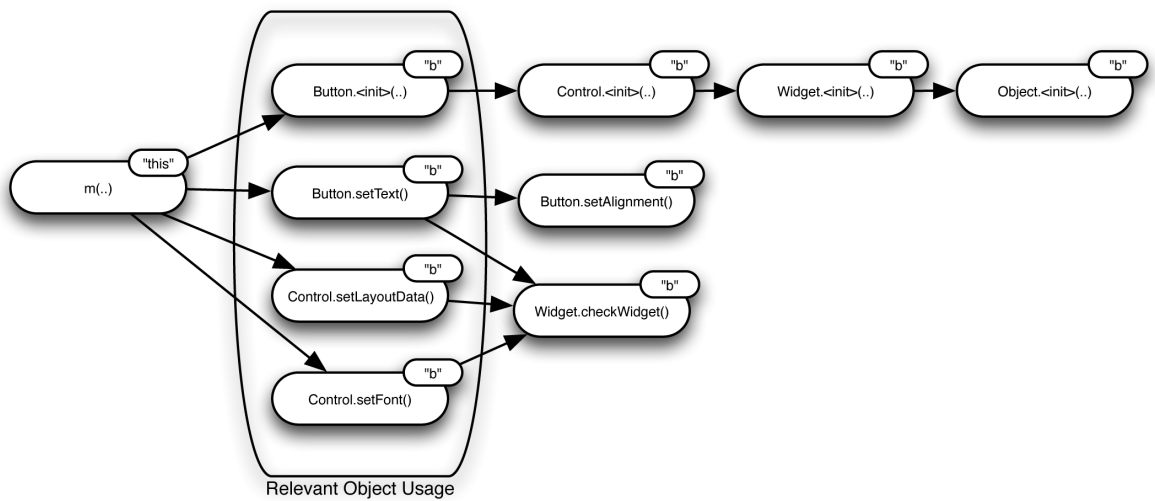 "b"
"b"
"b"
"b"
Button.<init>(..)
Control.<init>(..)
Widget.<init>(..)
Object.<init>(..)
"this"
"b"
"b"
m(..)
Button.setText()
Button.setAlignment()
"b"
"b"
Control.setLayoutData()
Widget.checkWidget()
"b"
Control.setFont()
Relevant Object Usage